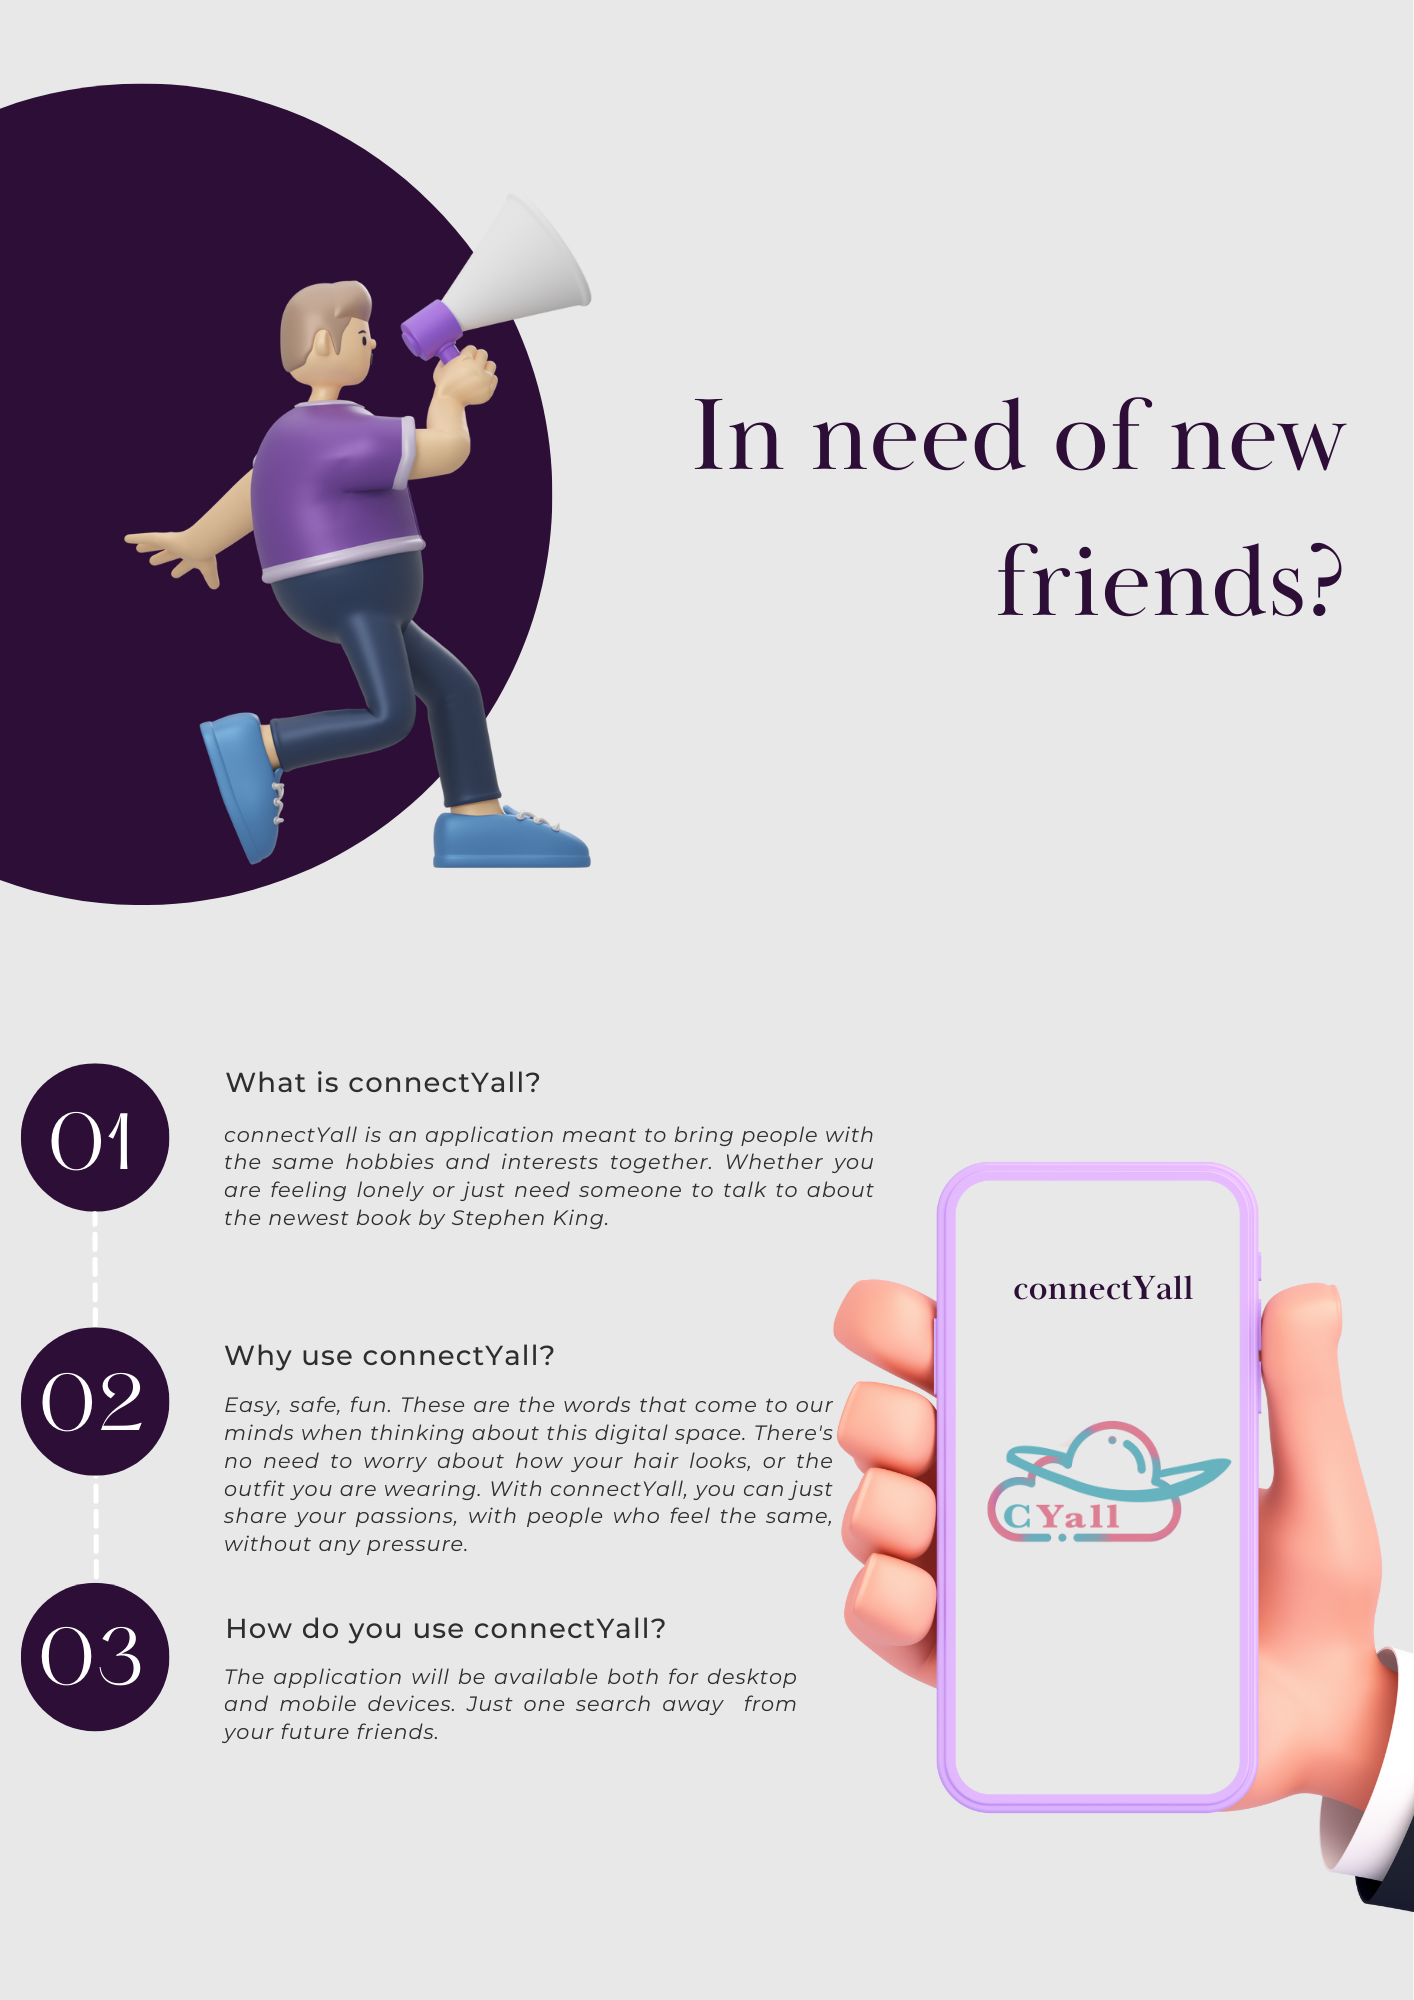 In need of new
friends?
01
What is connectYall?
connectYall is an application meant to bring people with
the same hobbies and interests together. Whether you
are feeling lonely or just need someone to talk to about
the newest book by Stephen King.
connectYall
02
Why use connectYall?
Easy, safe, fun. These are the words that come to our
minds when thinking about this digital space. There's
no need to worry about how your hair looks, or the
outfit you are wearing. With connectYall, you can just
share your passions, with people who feel the same,
without any pressure.
CYall
03
How do you use connectYall?
The application will be available both for desktop
and mobile devices. Just one search away  from
your future friends.